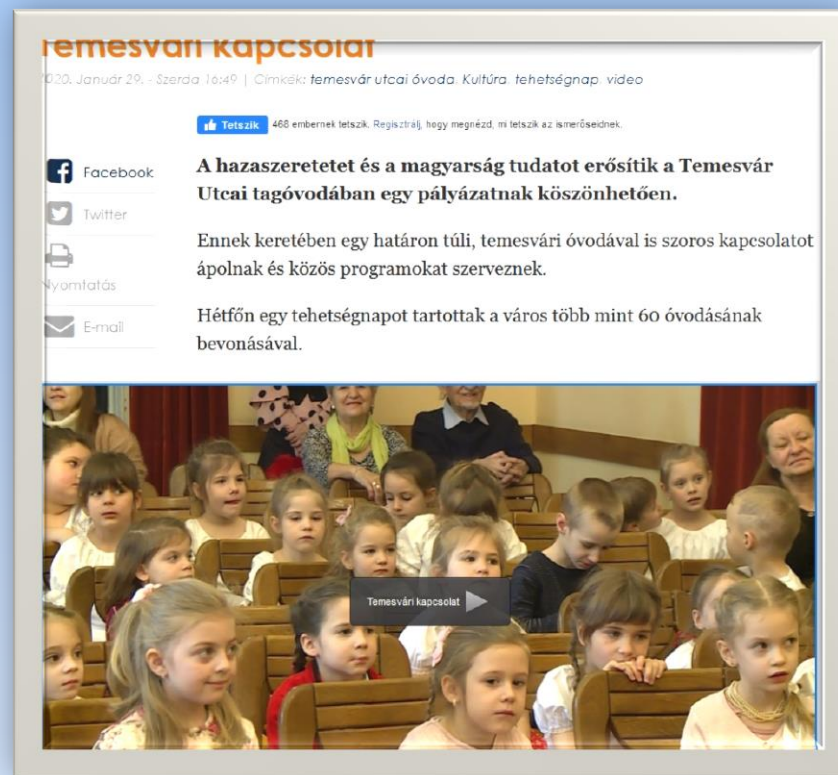 Temesvári kapcsolat
2020. Január 29. - Szerda 16:49 | Címkék: temesvár utcai óvoda, Kultúra, tehetségnap, video
Tetszik 468 embernek tetszik. Regisztrálj, hogy megnézd, mi tetszik az ismerőseidnek.
Facebook
Twitter
Nyomtatás
E-mail
A hazaszeretetet és a magyarság tudatot erősítik a Temesvár
Utcai tagóvodában egy pályázatnak köszönhetően.
Ennek keretében egy határon túli, temesvári óvodával is szoros kapcsolatot
ápolnak és közös programokat szerveznek.
Hétfőn egy tehetségnapot tartottak a város több mint 60 óvodásának
bevonásával.
Temesvári kapcsolat